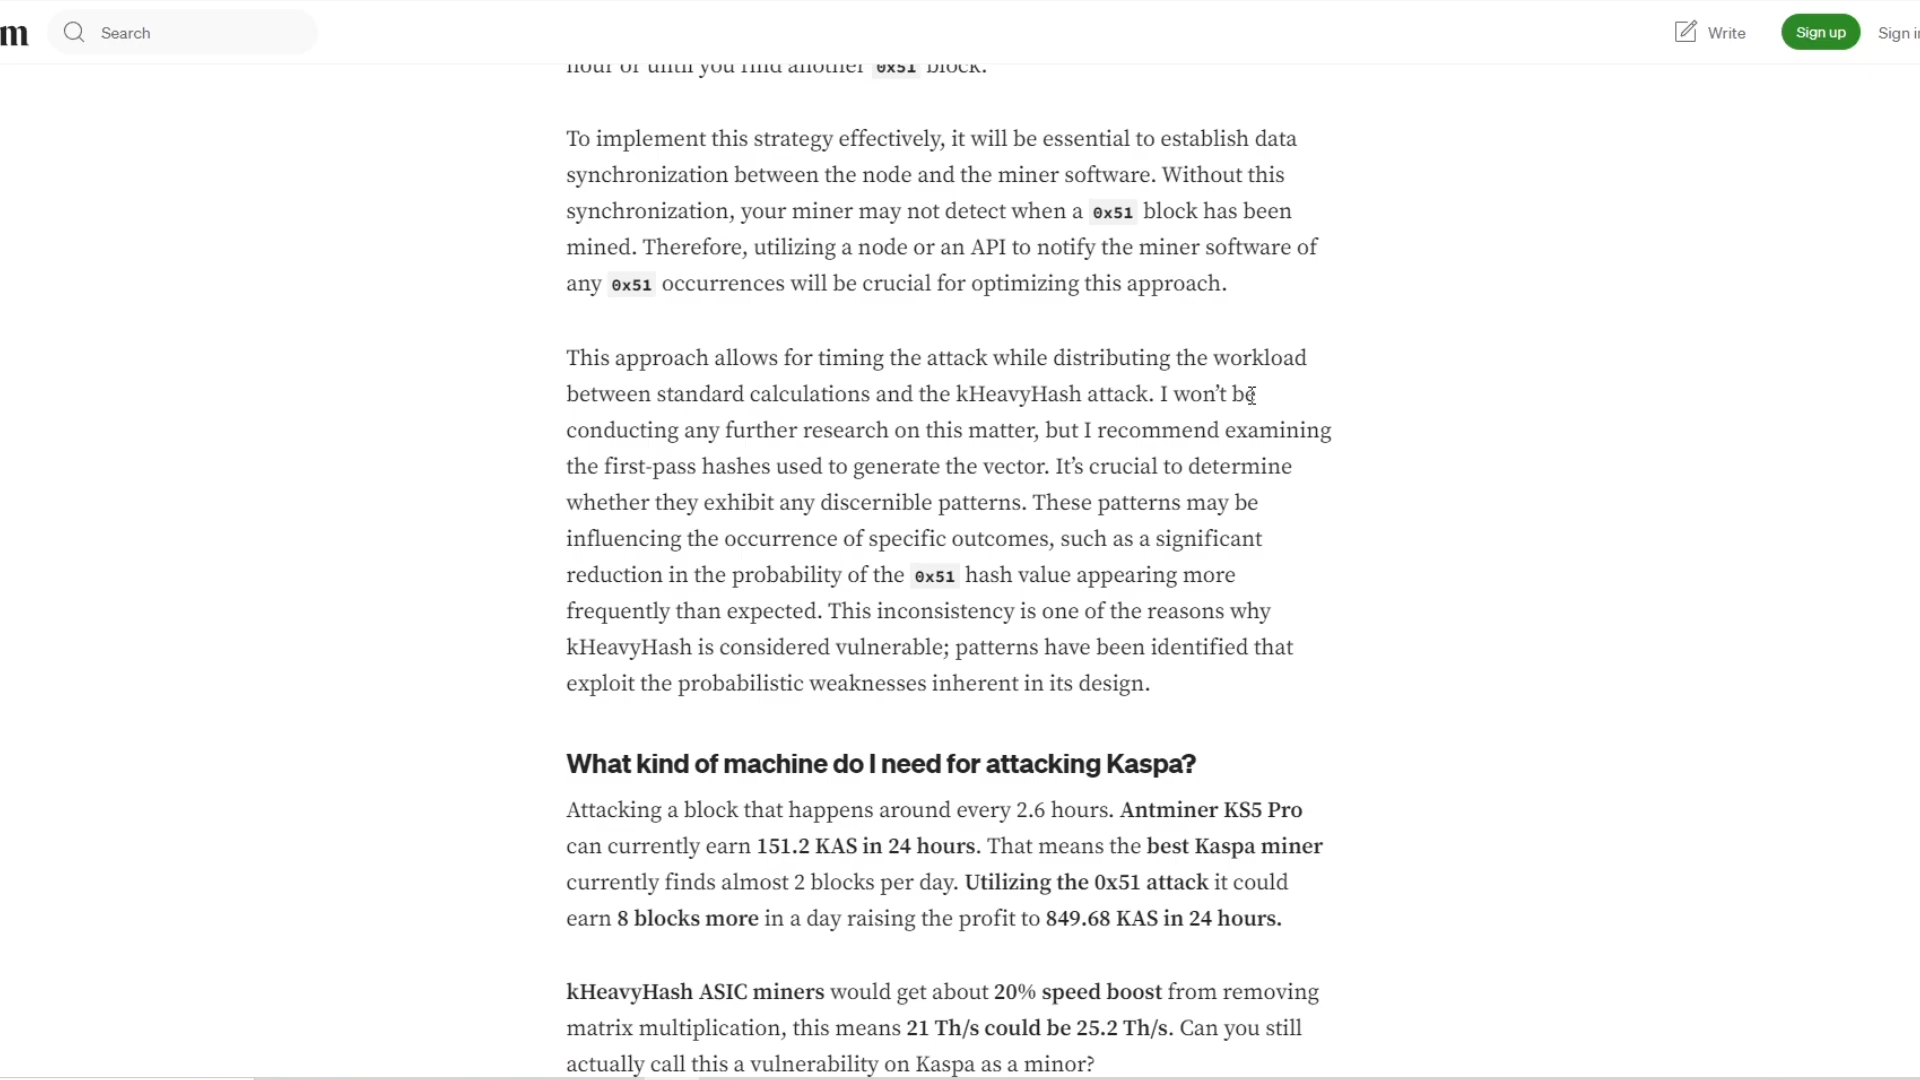 m
Search
Write
Sign up
Sign in
hour or until you find another 0x51 block.
To implement this strategy effectively, it will be essential to establish data
synchronization between the node and the miner software. Without this
synchronization, your miner may not detect when a 0x51 block has been
mined. Therefore, utilizing a node or an API to notify the miner software of
any 0x51 occurrences will be crucial for optimizing this approach.
This approach allows for timing the attack while distributing the workload
between standard calculations and the kHeavyHash attack. I won’t be
conducting any further research on this matter, but I recommend examining
the first-pass hashes used to generate the vector. It’s crucial to determine
whether they exhibit any discernible patterns. These patterns may be
influencing the occurrence of specific outcomes, such as a significant
reduction in the probability of the 0x51 hash value appearing more
frequently than expected. This inconsistency is one of the reasons why
kHeavyHash is considered vulnerable; patterns have been identified that
exploit the probabilistic weaknesses inherent in its design.
What kind of machine do I need for attacking Kaspa?
Attacking a block that happens around every 2.6 hours. Antminer KS5 Pro
can currently earn 151.2 KAS in 24 hours. That means the best Kaspa miner
currently finds almost 2 blocks per day. Utilizing the 0x51 attack it could
earn 8 blocks more in a day raising the profit to 849.68 KAS in 24 hours.
kHeavyHash ASIC miners would get about 20% speed boost from removing
matrix multiplication, this means 21 Th/s could be 25.2 Th/s. Can you still
actually call this a vulnerability on Kaspa as a minor?